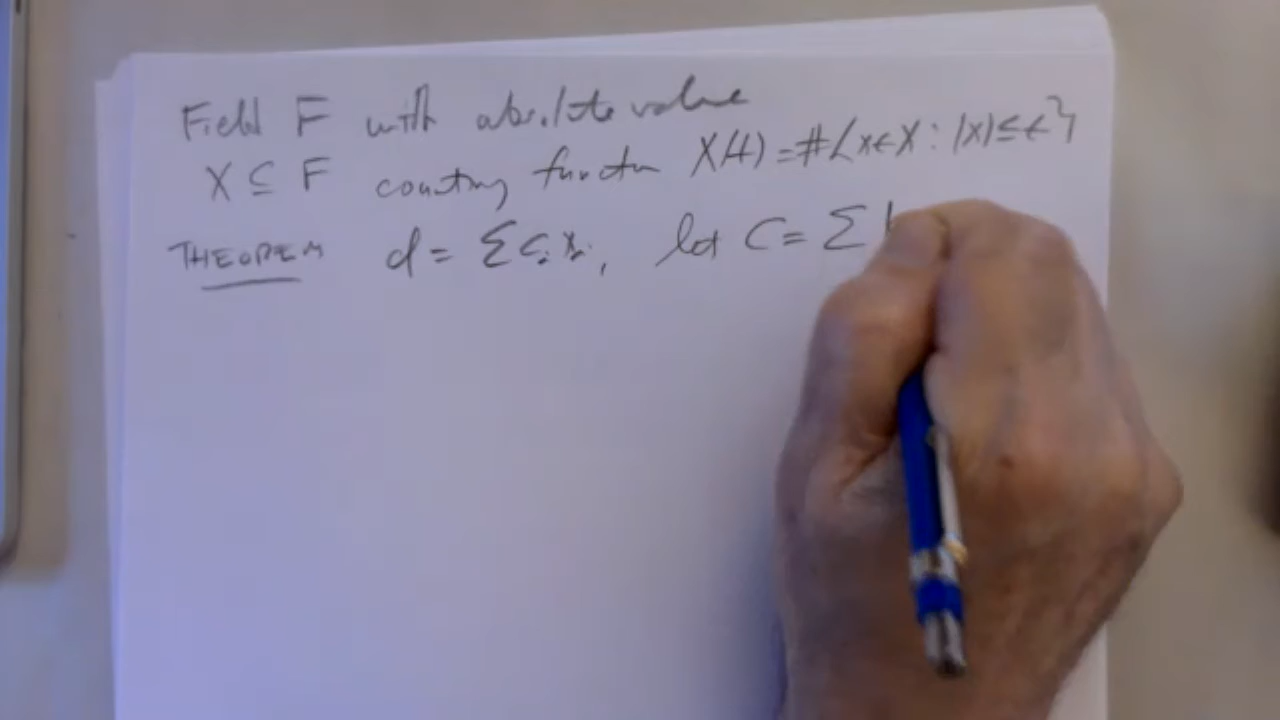 Field F with absolute value
X ⊆ F counting function X(t) = #{x∈X : |x| ≤ t}
THEOREM d = Σ cᵢxᵢ, let C = Σ |